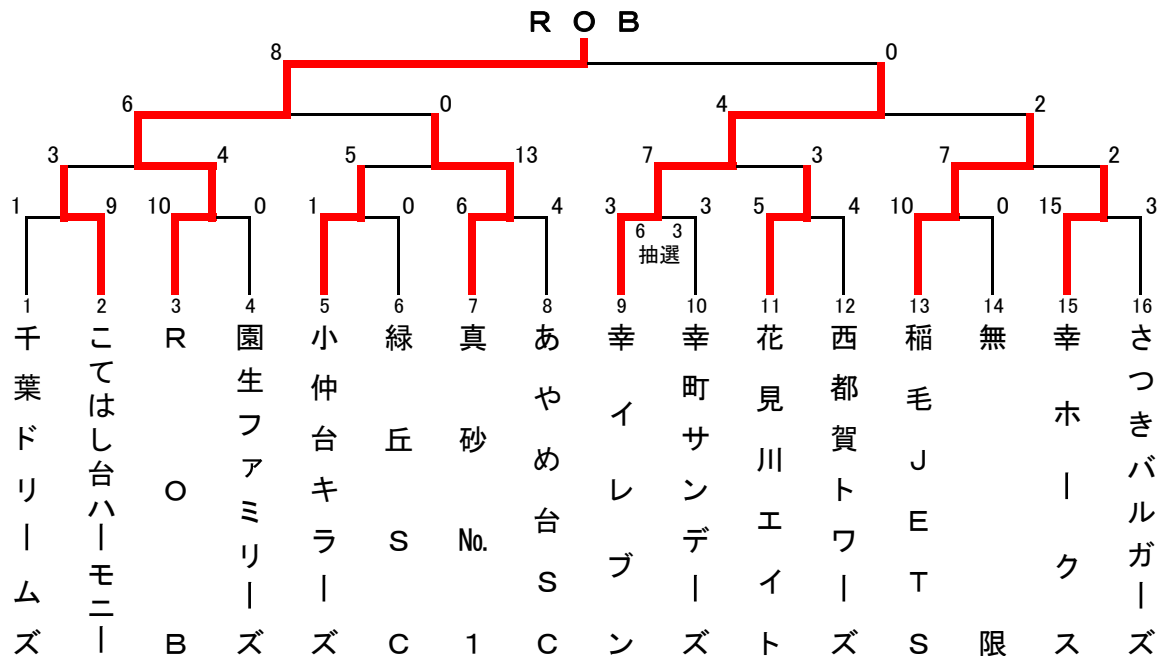 ROB
8 0
6 0 4 2
3 4 5 13 7 3 7 2
1 9 10 0 1 0 6 4 3 3 5 4 10 0 15 3
6 3
抽選
1 2 3 4 5 6 7 8 9 10 11 12 13 14 15 16
千葉ドリームズ
こてはし台ハーモニー
ROB
園生ファミリーズ
小仲台キラーズ
緑丘SC
真砂№1
あやめ台SC
幸イレブン
幸町サンデーズ
花見川エイト
西都賀トワーズ
稲毛JETS
無限
幸ホークス
さつきバルガーズ